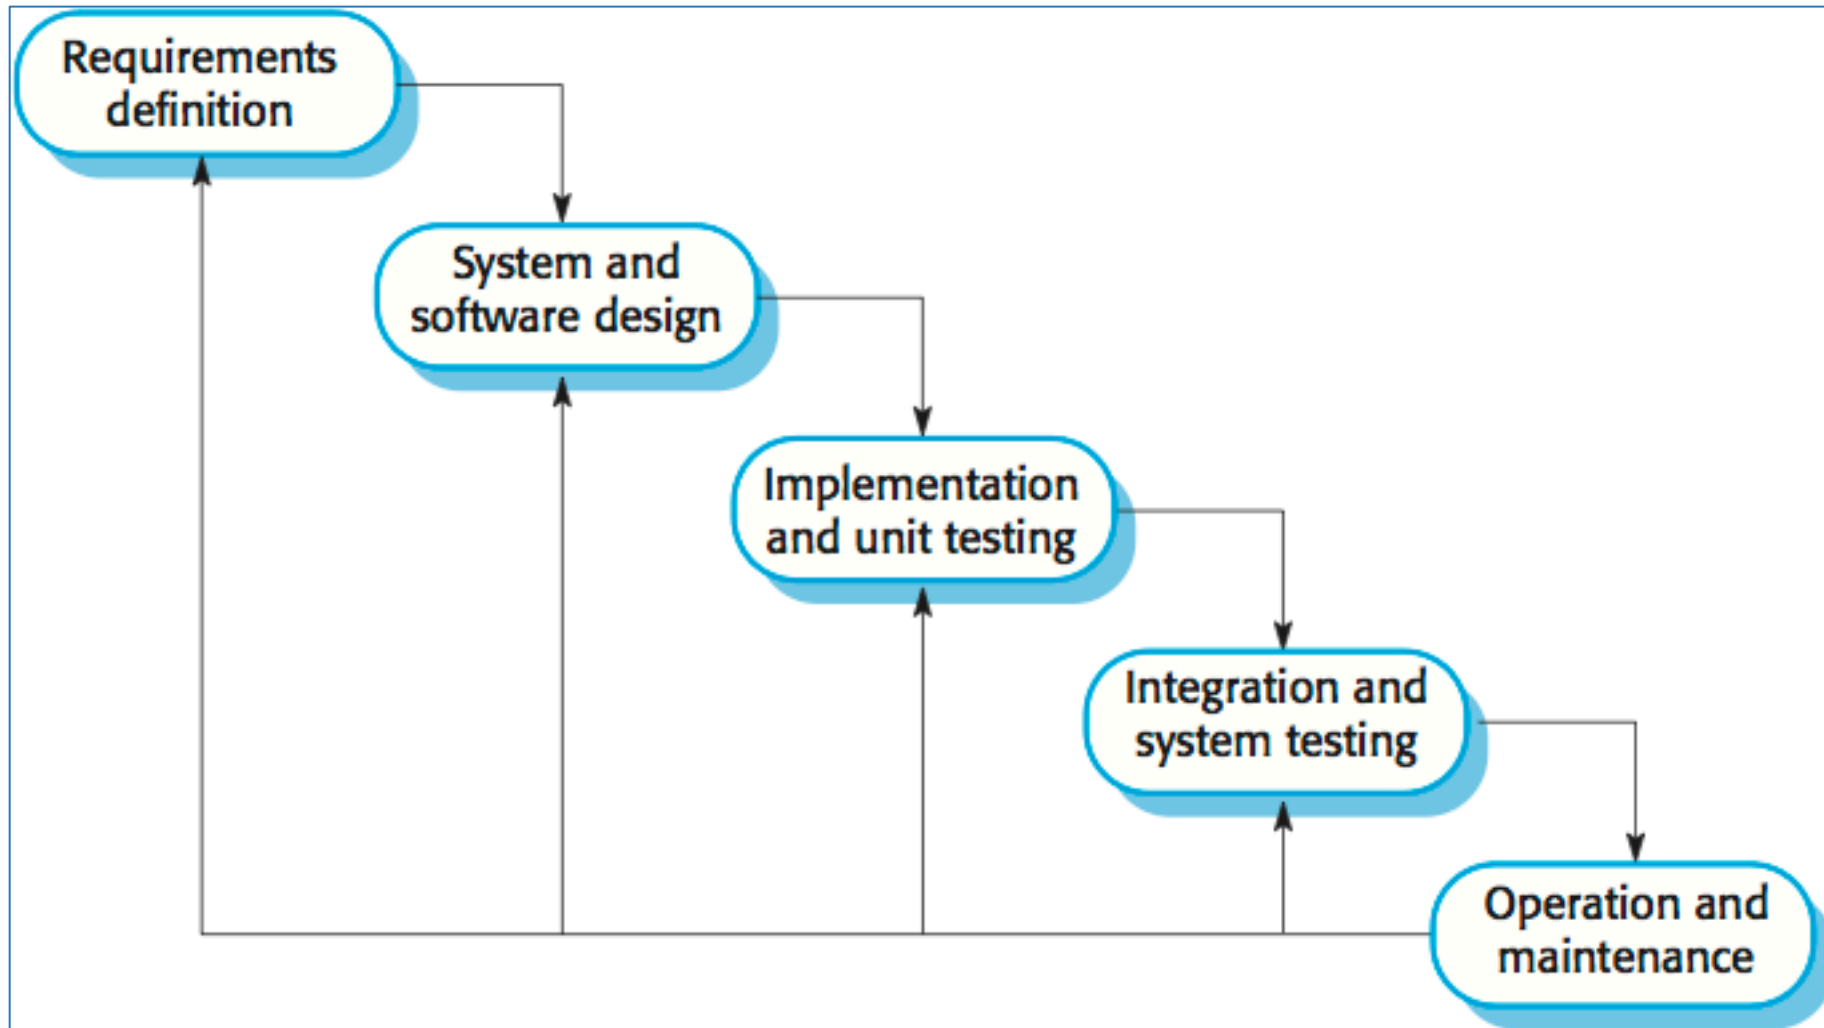 Requirements
definition
System and
software design
Implementation
and unit testing
Integration and
system testing
Operation and
maintenance